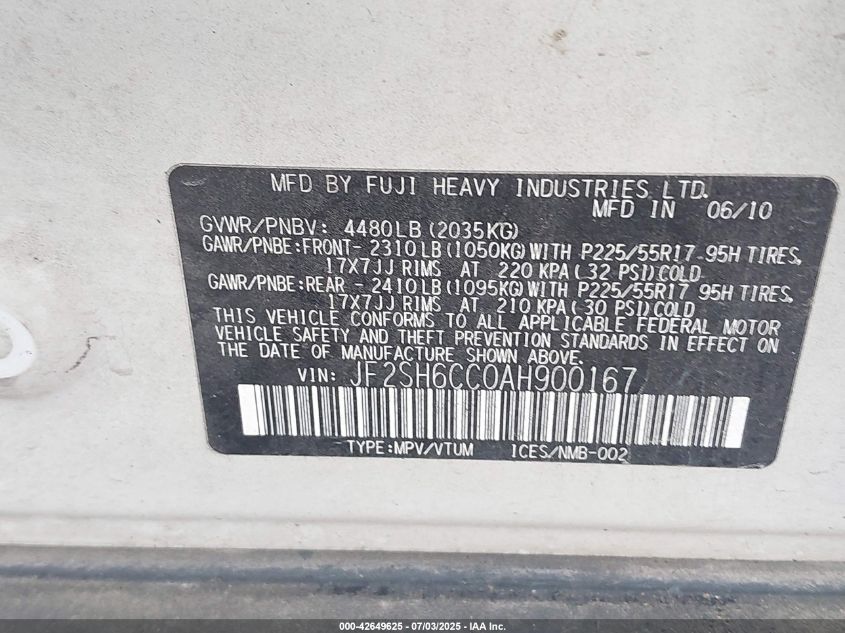 MFD BY FUJI HEAVY INDUSTRIES LTD.
MFD IN 06/10
GVWR/PNBV: 4480LB (2035KG)
GAWR/PNBE:FRONT- 2310LB(1050KG)WITH P225/55R17 95H TIRES,
17X7JJ RIMS AT 220 KPA( 32 PSI)COLD
GAWR/PNBE:REAR - 2410LB(1095KG)WITH P225/55R17 95H TIRES,
17X7JJ RIMS AT 210 KPA( 30 PSI)COLD
THIS VEHICLE CONFORMS TO ALL APPLICABLE FEDERAL MOTOR
VEHICLE SAFETY AND THEFT PREVENTION STANDARDS IN EFFECT ON
THE DATE OF MANUFACTURE SHOWN ABOVE.
VIN: JF2SH6CC0AH900167
TYPE:MPV/VTUM ICES/NMB-002
000-42649625 - 07/03/2025 - IAA Inc.